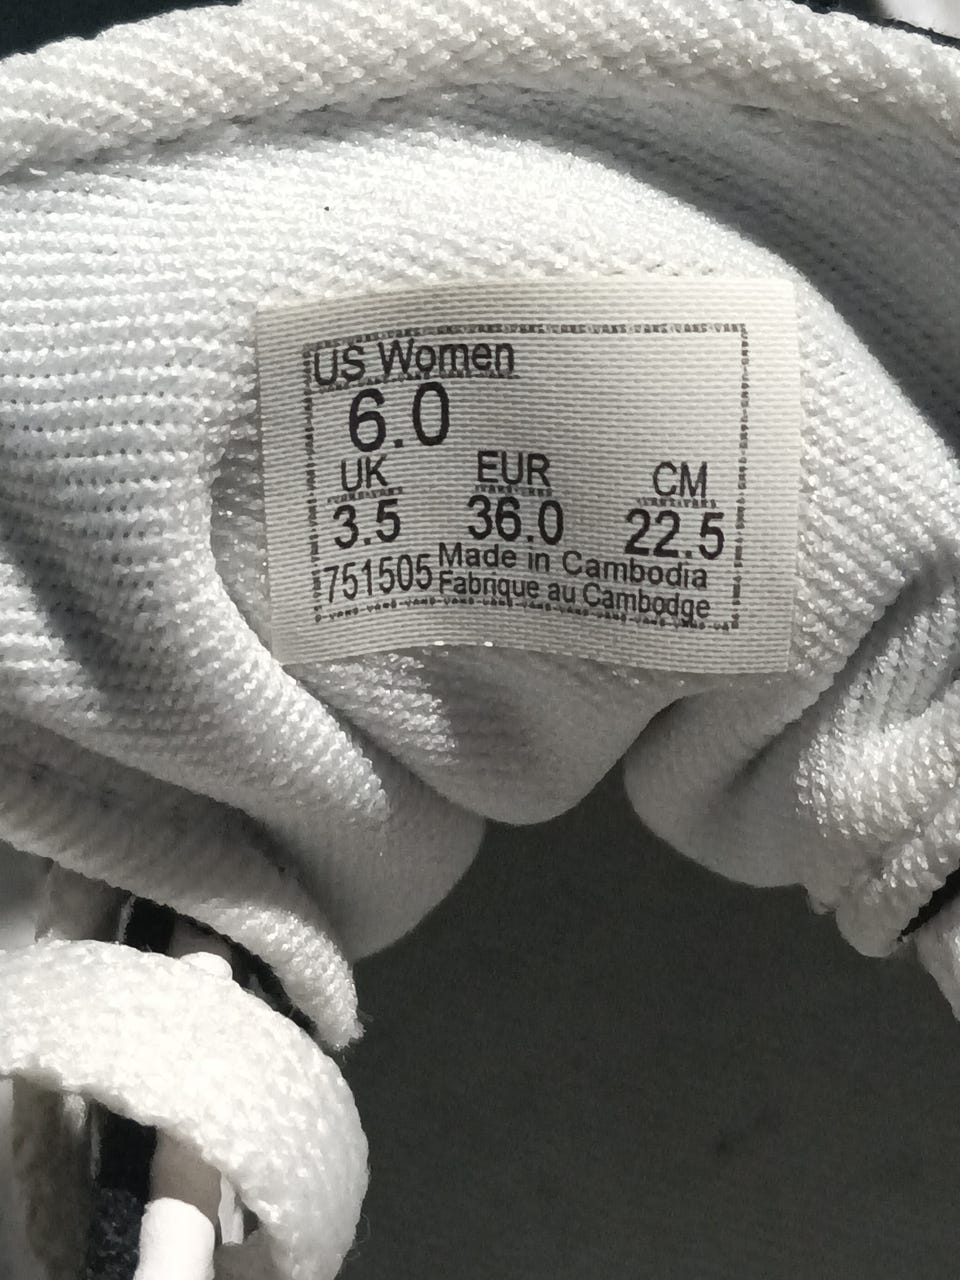 US Women
6.0
UK EUR CM
3.5 36.0 22.5
751505 Made in Cambodia
Fabrique au Cambodge